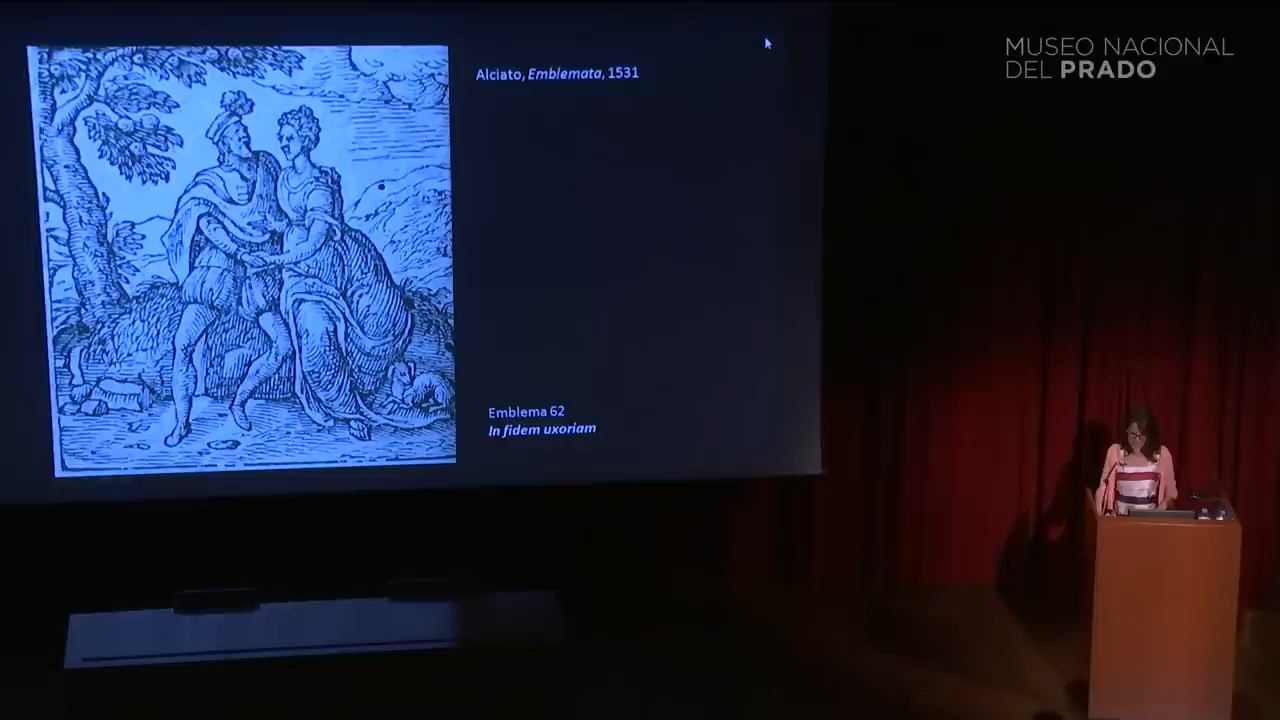 MUSEO NACIONAL
DEL PRADO
Alciato, Emblemata, 1531
Emblema 62
In fidem uxoriam